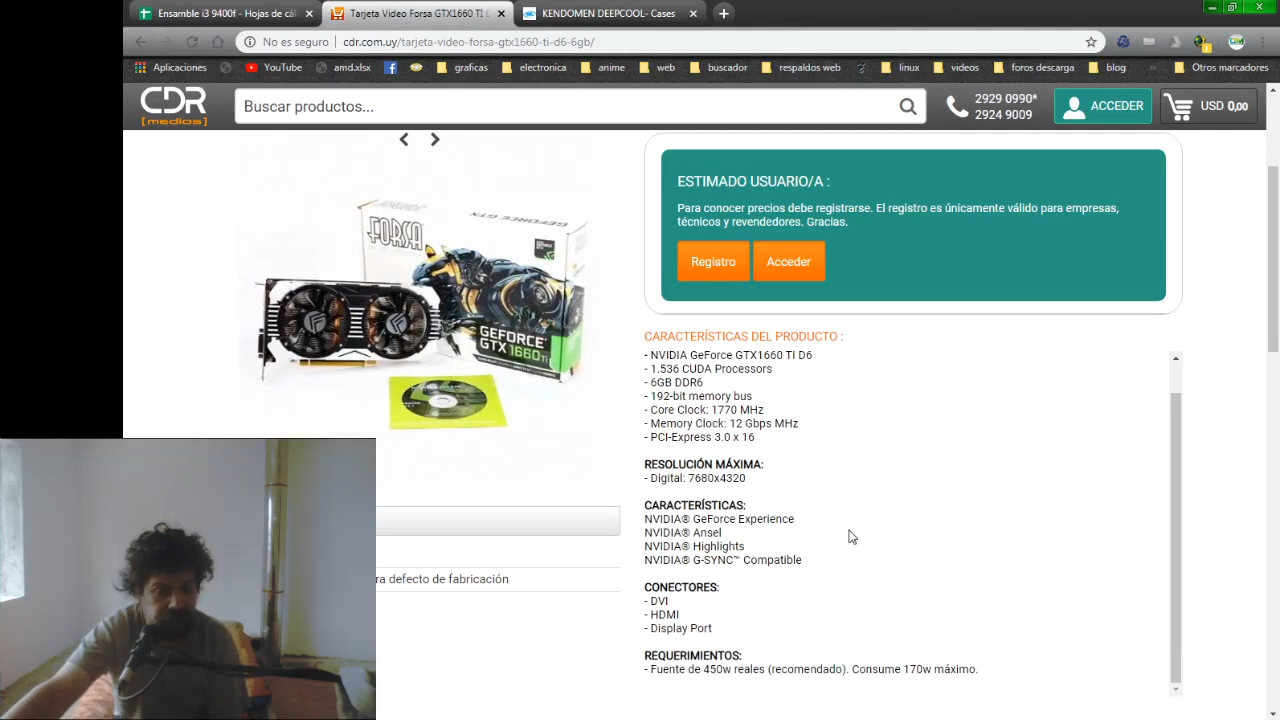 Ensamble i3 9400f - Hojas de cál
Tarjeta Video Forsa GTX1660 TI D
KENDOMEN DEEPCOOL- Cases
No es seguro
cdr.com.uy/tarjeta-video-forsa-gtx1660-ti-d6-6gb/
Aplicaciones
YouTube
amd.xlsx
graficas
electronica
anime
web
buscador
respaldos web
linux
videos
foros descarga
blog
Otros marcadores
CDR
[medios]
Buscar productos...
2929 0990*
2924 9009
ACCEDER
USD 0,00
ESTIMADO USUARIO/A :
Para conocer precios debe registrarse. El registro es únicamente válido para empresas,
técnicos y revendedores. Gracias.
Registro
Acceder
FORSA
GEFORCE GTX
GEFORCE®
GTX 1660Ti
CARACTERÍSTICAS DEL PRODUCTO :
- NVIDIA GeForce GTX1660 TI D6
- 1.536 CUDA Processors
- 6GB DDR6
- 192-bit memory bus
- Core Clock: 1770 MHz
- Memory Clock: 12 Gbps MHz
- PCI-Express 3.0 x 16
RESOLUCIÓN MÁXIMA:
- Digital: 7680x4320
CARACTERÍSTICAS:
NVIDIA® GeForce Experience
NVIDIA® Ansel
NVIDIA® Highlights
NVIDIA® G-SYNC™ Compatible
ra defecto de fabricación
CONECTORES:
- DVI
- HDMI
- Display Port
REQUERIMIENTOS:
- Fuente de 450w reales (recomendado). Consume 170w máximo.